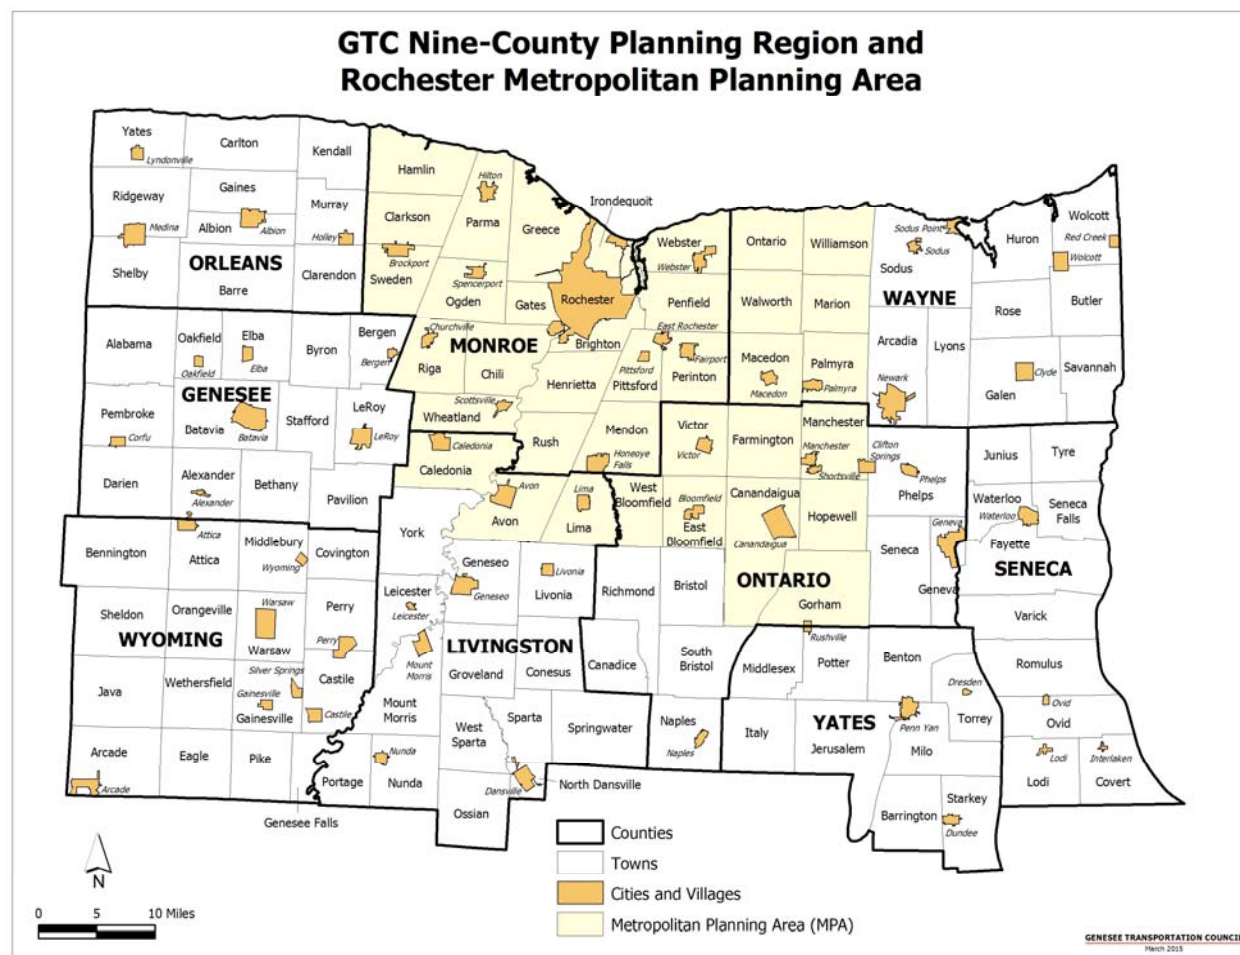 GTC Nine-County Planning Region and
Rochester Metropolitan Planning Area
Yates
Lyndonville
Carlton
Kendall
Ridgeway
Gaines
Murray
Medina
Albion
Albion
Holley
Shelby
ORLEANS
Barre
Clarendon
Hamlin
Hilton
Clarkson
Parma
Greece
Irondequoit
Brockport
Sweden
Spencerport
Ogden
Gates
Rochester
Webster
Webster
Penfield
Churchville
MONROE
Brighton
East Rochester
Fairport
Pittsford
Pittsford
Perinton
Riga
Chili
Henrietta
Scottsville
Wheatland
Rush
Mendon
Honeoye
Falls
Ontario
Williamson
Sodus Point
Sodus
Sodus
Huron
Wolcott
Red Creek
Wolcott
Walworth
Marion
WAYNE
Rose
Butler
Arcadia
Lyons
Macedon
Macedon
Palmyra
Palmyra
Newark
Clyde
Galen
Savannah
Alabama
Oakfield
Oakfield
Elba
Elba
Byron
Bergen
Bergen
GENESEE
Pembroke
Corfu
Batavia
Batavia
Stafford
LeRoy
LeRoy
Darien
Alexander
Alexander
Bethany
Pavilion
Caledonia
Caledonia
Avon
Avon
Lima
Lima
West
Bloomfield
Bloomfield
East
Bloomfield
Victor
Victor
Farmington
Manchester
Manchester
Shortsville
Clifton
Springs
Phelps
Phelps
Canandaigua
Canandaigua
Hopewell
Seneca
Geneva
Geneva
Junius
Tyre
Waterloo
Waterloo
Seneca
Falls
Fayette
SENECA
Varick
Romulus
Ovid
Ovid
Lodi
Lodi
Interlaken
Covert
Bennington
Attica
Attica
Middlebury
Wyoming
Covington
York
Sheldon
Orangeville
Warsaw
Warsaw
Perry
Perry
WYOMING
Java
Wethersfield
Silver Springs
Gainesville
Gainesville
Castile
Castile
Arcade
Arcade
Eagle
Pike
Genesee Falls
Leicester
Leicester
Geneseo
Geneseo
Livonia
Livonia
LIVINGSTON
Mount
Morris
Mount
Morris
Groveland
Conesus
West
Sparta
Sparta
Springwater
Portage
Nunda
Nunda
Ossian
Dansville
North Dansville
Richmond
Bristol
ONTARIO
Gorham
Rushville
Canadice
South
Bristol
Naples
Naples
Middlesex
Potter
Benton
Dresden
Torrey
Italy
YATES
Jerusalem
Penn Yan
Milo
Barrington
Starkey
Dundee
N
0 5 10 Miles
Counties
Towns
Cities and Villages
Metropolitan Planning Area (MPA)
GENESEE TRANSPORTATION COUNCIL
March 2015